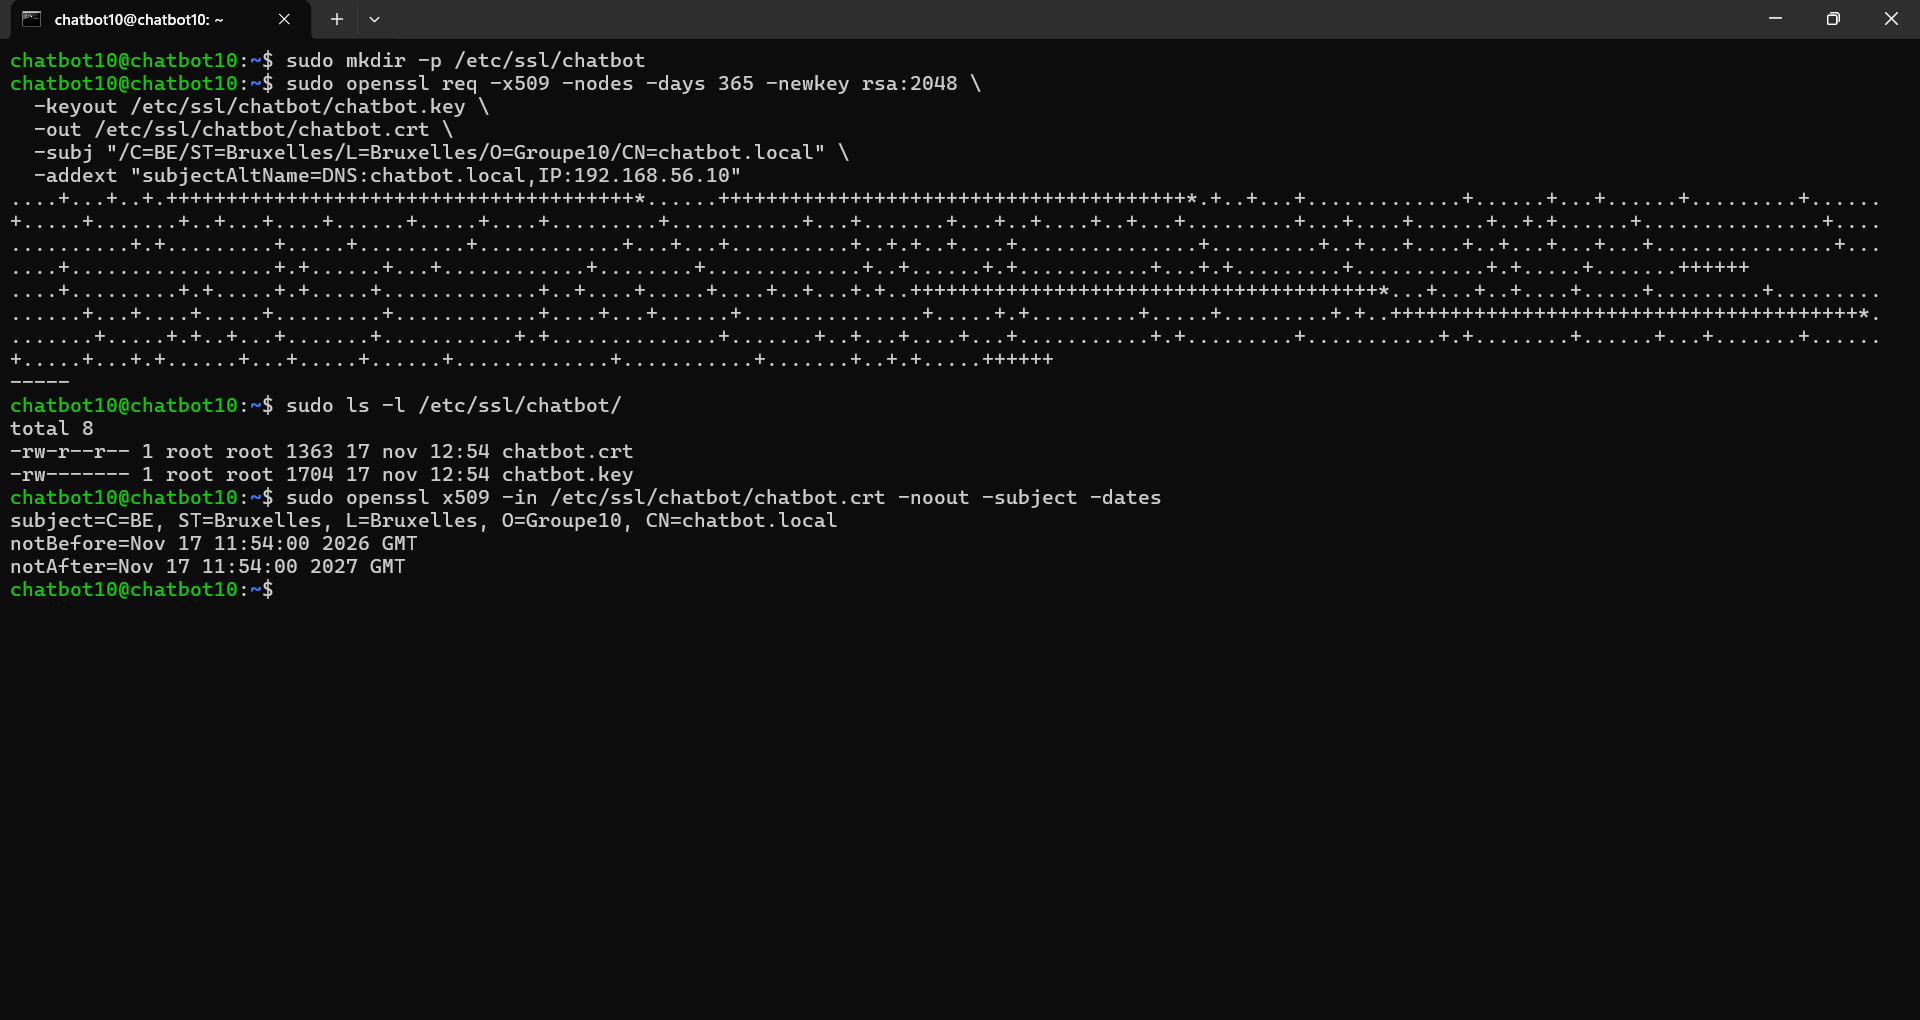 chatbot10@chatbot10: ~
chatbot10@chatbot10:~$ sudo mkdir -p /etc/ssl/chatbot
chatbot10@chatbot10:~$ sudo openssl req -x509 -nodes -days 365 -newkey rsa:2048 \
  -keyout /etc/ssl/chatbot/chatbot.key \
  -out /etc/ssl/chatbot/chatbot.crt \
  -subj "/C=BE/ST=Bruxelles/L=Bruxelles/O=Groupe10/CN=chatbot.local" \
  -addext "subjectAltName=DNS:chatbot.local,IP:192.168.56.10"
-----
chatbot10@chatbot10:~$ sudo ls -l /etc/ssl/chatbot/
total 8
-rw-r--r-- 1 root root 1363 17 nov 12:54 chatbot.crt
-rw------- 1 root root 1704 17 nov 12:54 chatbot.key
chatbot10@chatbot10:~$ sudo openssl x509 -in /etc/ssl/chatbot/chatbot.crt -noout -subject -dates
subject=C=BE, ST=Bruxelles, L=Bruxelles, O=Groupe10, CN=chatbot.local
notBefore=Nov 17 11:54:00 2026 GMT
notAfter=Nov 17 11:54:00 2027 GMT
chatbot10@chatbot10:~$